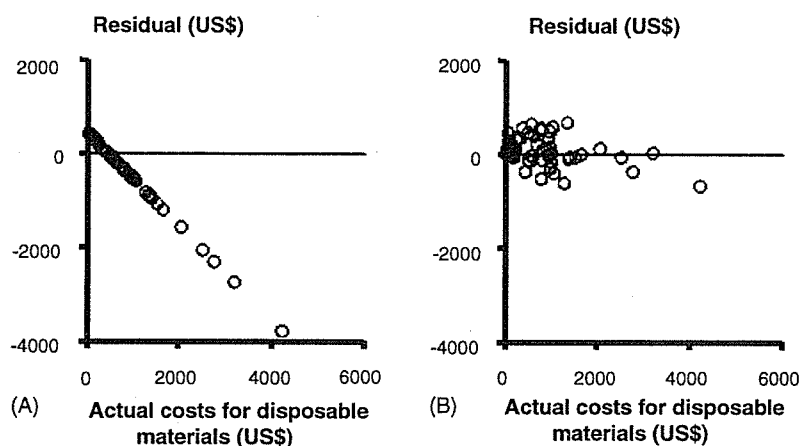 Residual (US$)
2000
0
-2000
-4000
0
2000
4000
6000
(A)
Actual costs for disposable
materials (US$)
Residual (US$)
2000
0
-2000
-4000
0
2000
4000
6000
(B)
Actual costs for disposable
materials (US$)